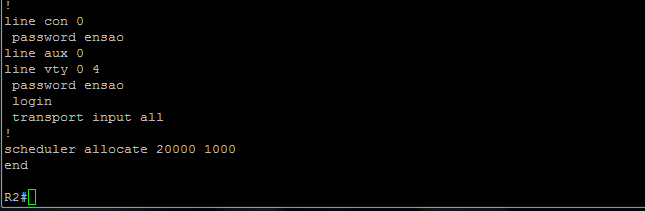 !
line con 0
 password ensao
line aux 0
line vty 0 4
 password ensao
 login
 transport input all
!
scheduler allocate 20000 1000
end
R2#